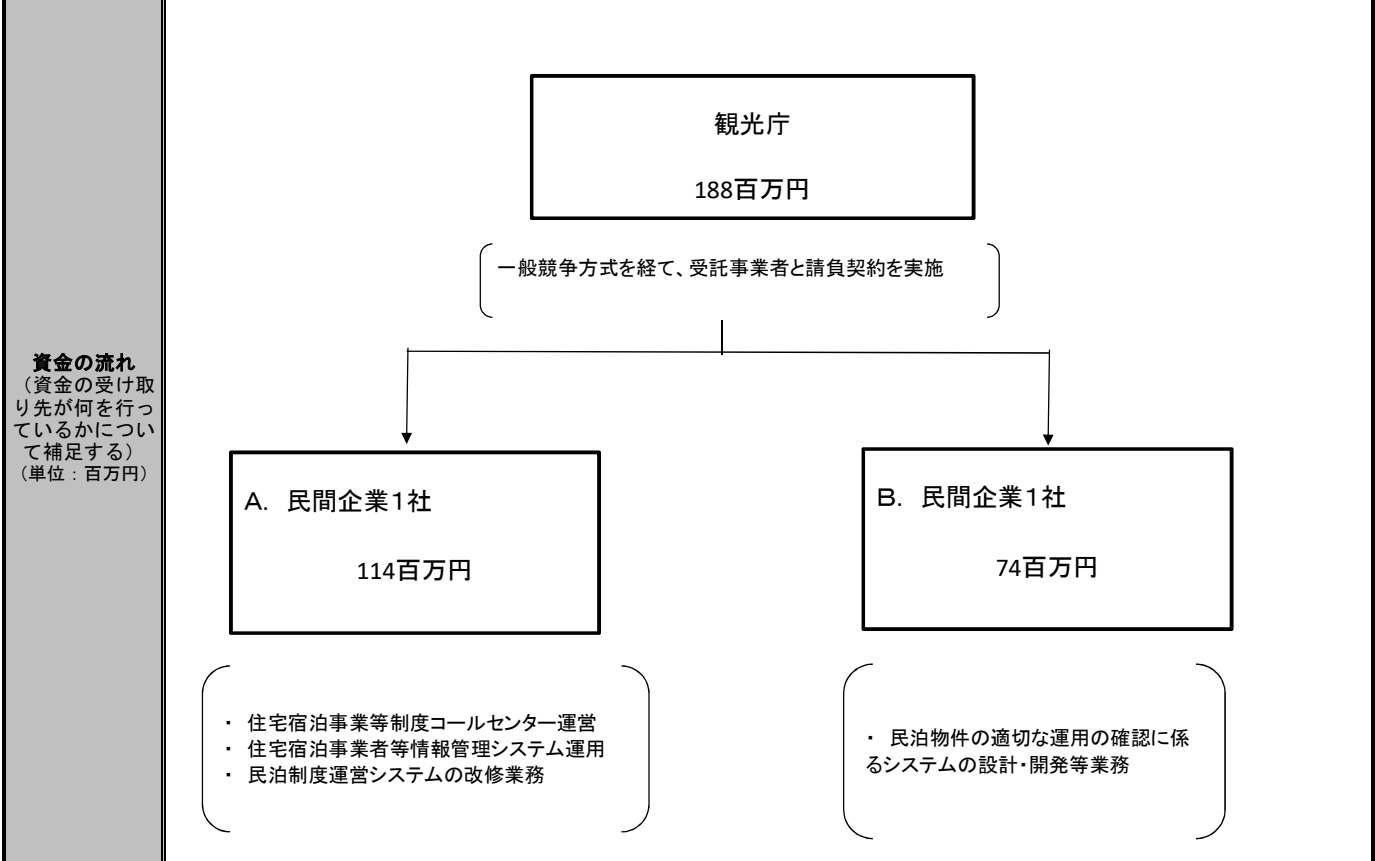 観光庁
188百万円
一般競争方式を経て、受託事業者と請負契約を実施
資金の流れ
（資金の受け取
り先が何を行っ
ているかについ
て補足する）
（単位：百万円）
A. 民間企業1社
114百万円
B. 民間企業1社
74百万円
・ 住宅宿泊事業等制度コールセンター運営
・ 住宅宿泊事業者等情報管理システム運用
・ 民泊制度運営システムの改修業務
・ 民泊物件の適切な運用の確認に係
るシステムの設計・開発等業務